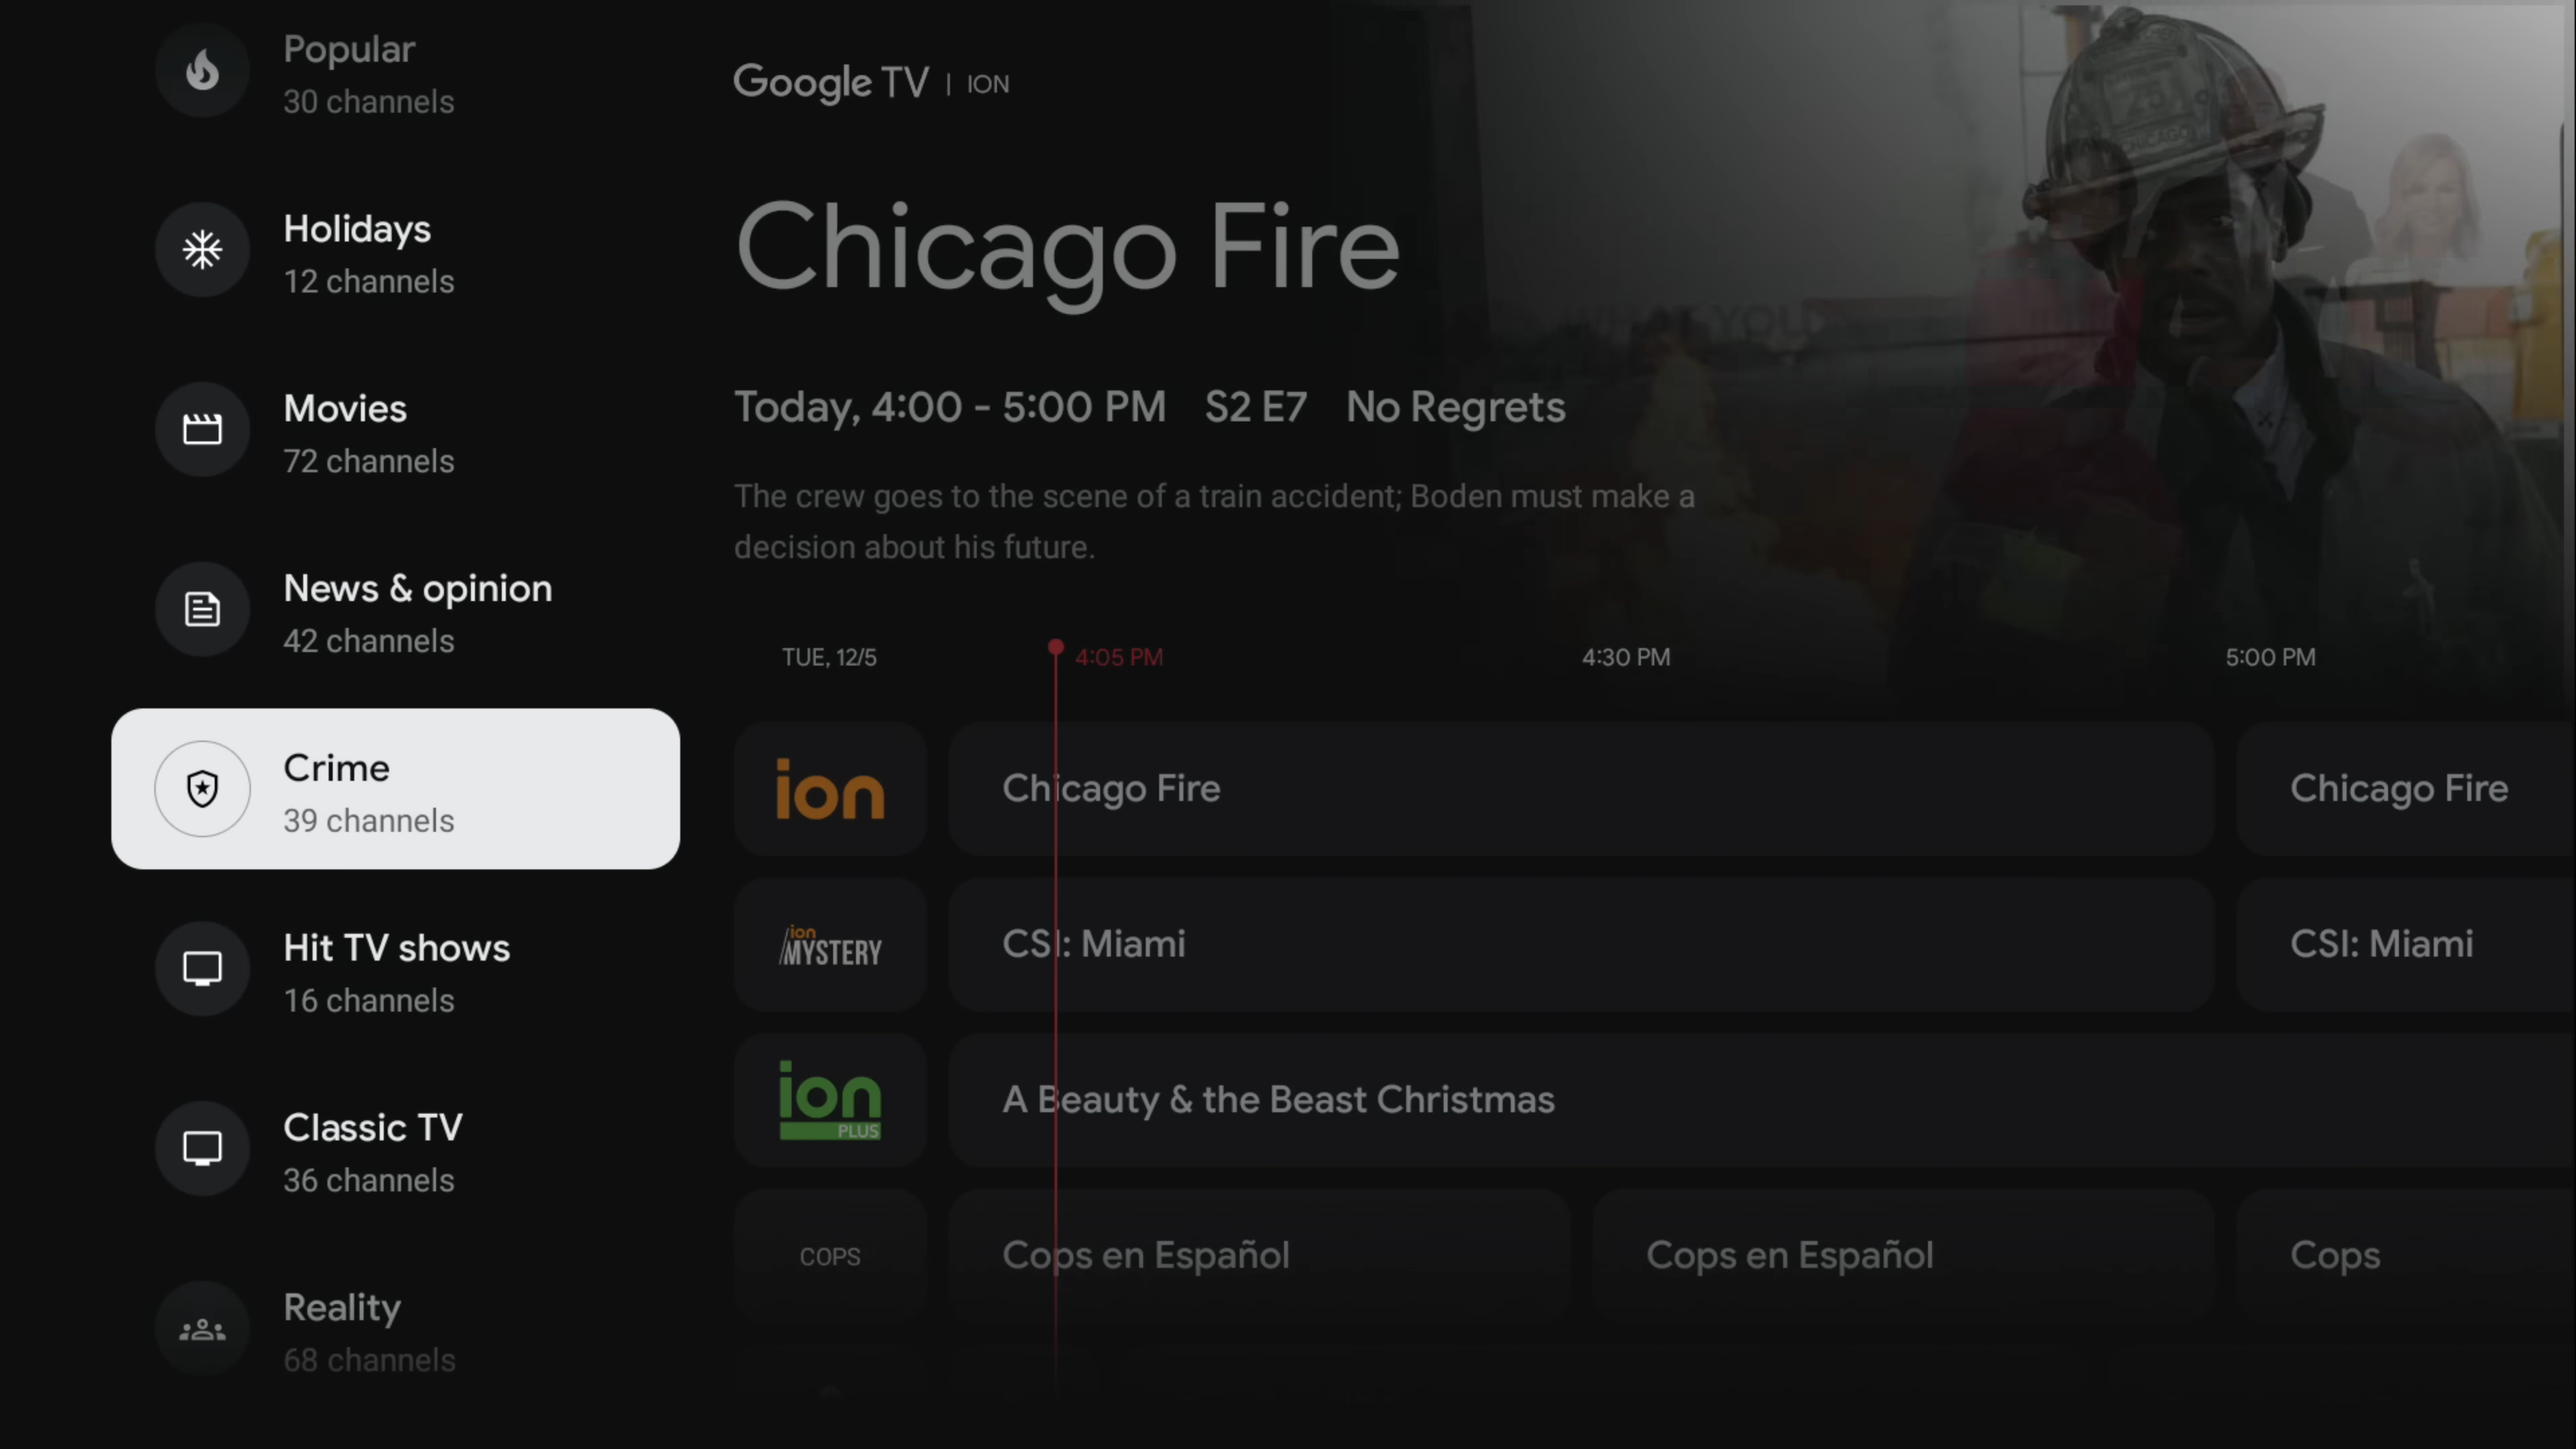 Popular
30 channels
Holidays
12 channels
Movies
72 channels
News & opinion
42 channels
Crime
39 channels
Hit TV shows
16 channels
Classic TV
36 channels
Reality
68 channels
Google TV | ION
Chicago Fire
Today, 4:00 - 5:00 PM S2 E7 No Regrets
The crew goes to the scene of a train accident; Boden must make a
decision about his future.
TUE, 12/5 4:05 PM 4:30 PM 5:00 PM
ion Chicago Fire Chicago Fire
ion
MYSTERY CSI: Miami CSI: Miami
ion
PLUS A Beauty & the Beast Christmas
COPS Cops en Español Cops en Español Cops
25
CHICAGO
WHAT YOU